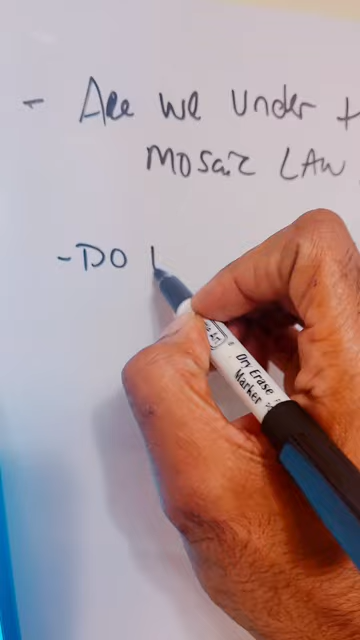 - Are we under t
Mosaic LAW
- DO I
Dry Erase
Marker